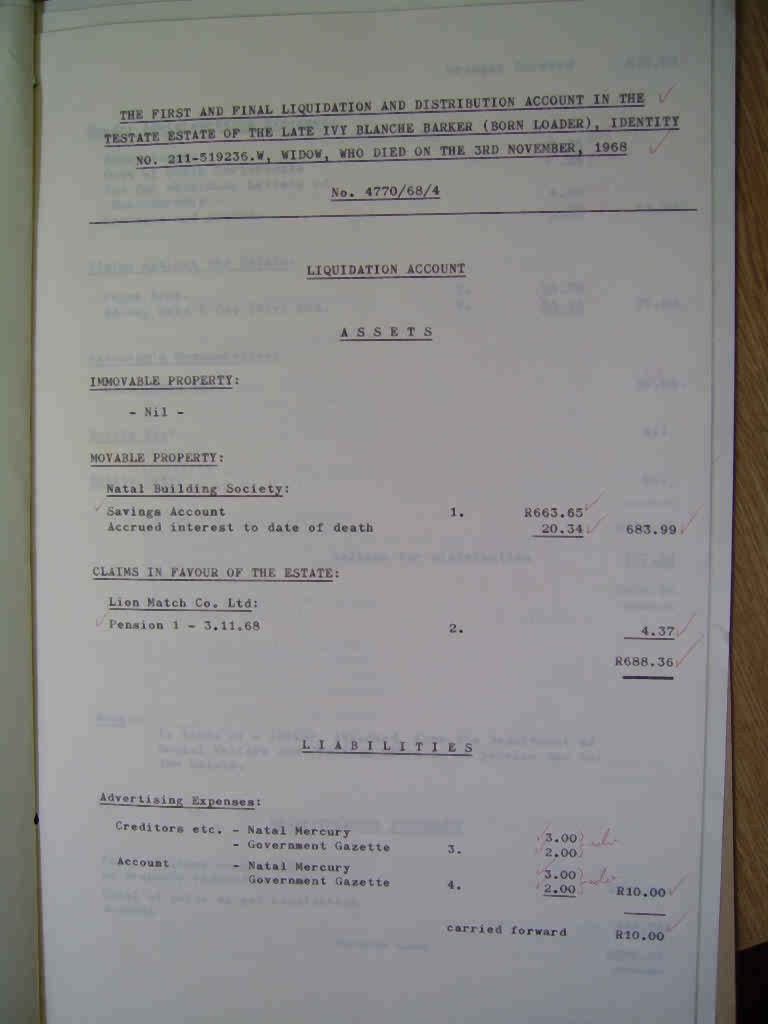 THE FIRST AND FINAL LIQUIDATION AND DISTRIBUTION ACCOUNT IN THE
TESTATE ESTATE OF THE LATE IVY BLANCHE BARKER (BORN LOADER), IDENTITY
NO. 211-519236.W, WIDOW, WHO DIED ON THE 3RD NOVEMBER, 1968
No. 4770/68/4
LIQUIDATION ACCOUNT
A S S E T S
IMMOVABLE PROPERTY:
- Nil -
MOVABLE PROPERTY:
Natal Building Society:
Savings Account 1. R663.65
Accrued interest to date of death 20.34 683.99
CLAIMS IN FAVOUR OF THE ESTATE:
Lion Match Co. Ltd:
Pension 1 - 3.11.68 2. 4.37
R688.36
L I A B I L I T I E S
Advertising Expenses:
Creditors etc. - Natal Mercury 3.00
- Government Gazette 3. 2.00
Account - Natal Mercury 3.00
Government Gazette 4. 2.00 R10.00
carried forward R10.00